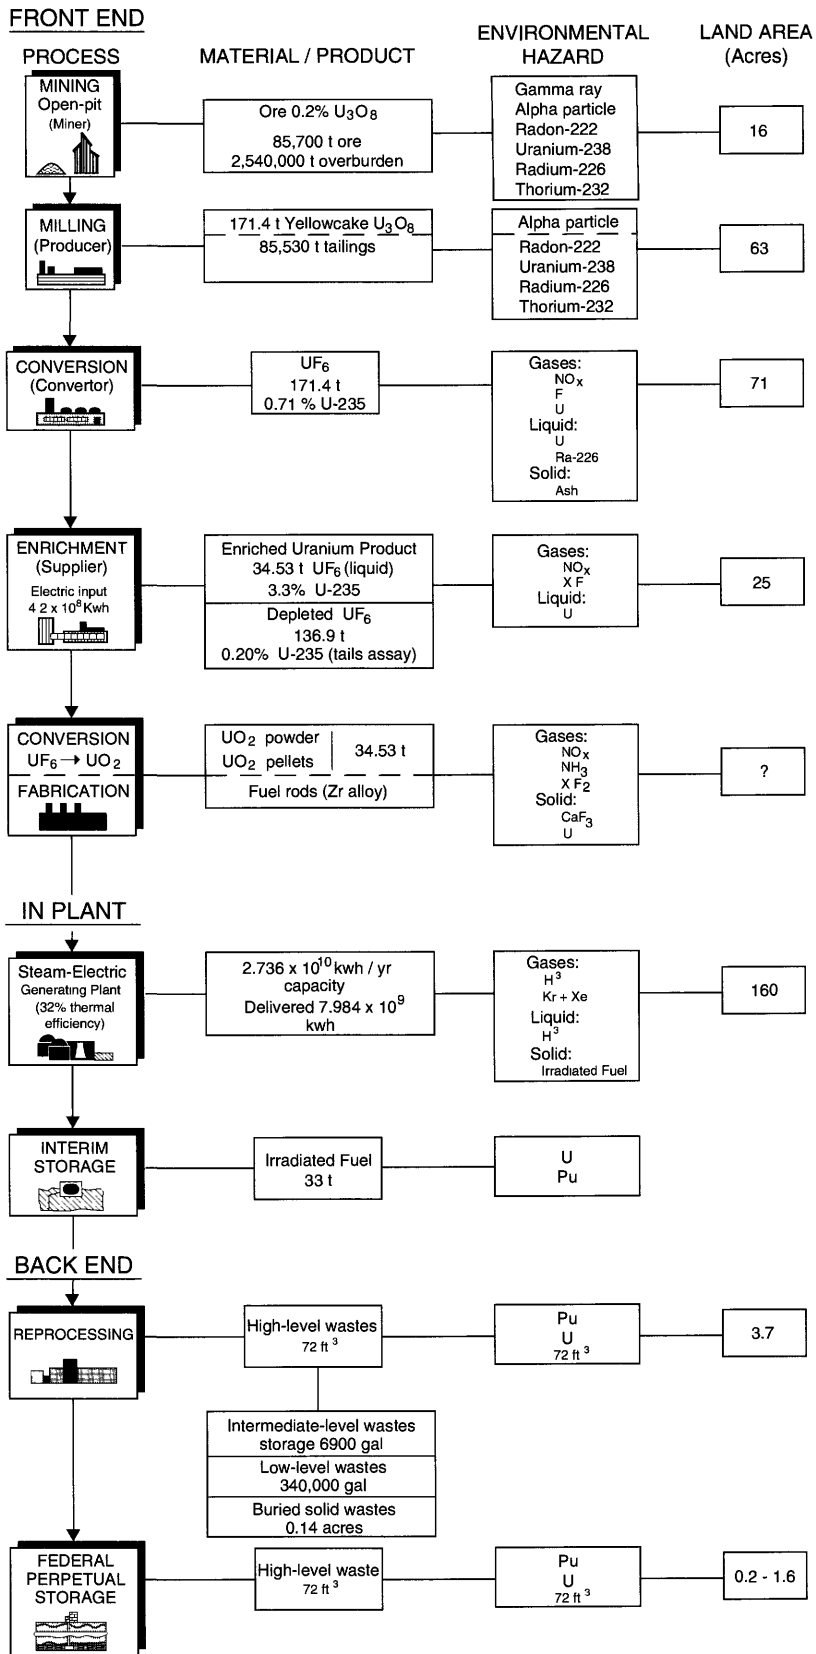 FRONT END
PROCESS
MATERIAL / PRODUCT
ENVIRONMENTAL
HAZARD
LAND AREA
(Acres)
MINING
Open-pit
(Miner)
Ore 0.2% U₃O₈
85,700 t ore
2,540,000 t overburden
Gamma ray
Alpha particle
Radon-222
Uranium-238
Radium-226
Thorium-232
16
MILLING
(Producer)
171.4 t Yellowcake U₃O₈
85,530 t tailings
Alpha particle
Radon-222
Uranium-238
Radium-226
Thorium-232
63
CONVERSION
(Convertor)
UF₆
171.4 t
0.71 % U-235
Gases:
NOₓ
F
U
Liquid:
U
Ra-226
Solid:
Ash
71
ENRICHMENT
(Supplier)
Electric input
4 2 x 10⁸ Kwh
Enriched Uranium Product
34.53 t UF₆ (liquid)
3.3% U-235
Depleted UF₆
136.9 t
0.20% U-235 (tails assay)
Gases:
NOₓ
X F
Liquid:
U
25
CONVERSION
UF₆ → UO₂
FABRICATION
UO₂ powder
UO₂ pellets
34.53 t
Fuel rods (Zr alloy)
Gases:
NOₓ
NH₃
X F₂
Solid:
CaF₃
U
?
IN PLANT
Steam-Electric
Generating Plant
(32% thermal
efficiency)
2.736 x 10¹⁰ kwh / yr
capacity
Delivered 7.984 x 10⁹
kwh
Gases:
H³
Kr + Xe
Liquid:
H³
Solid:
Irradiated Fuel
160
INTERIM
STORAGE
Irradiated Fuel
33 t
U
Pu
BACK END
REPROCESSING
High-level wastes
72 ft ³
Pu
U
72 ft ³
3.7
Intermediate-level wastes
storage 6900 gal
Low-level wastes
340,000 gal
Buried solid wastes
0.14 acres
FEDERAL
PERPETUAL
STORAGE
High-level waste
72 ft ³
Pu
U
72 ft ³
0.2 - 1.6